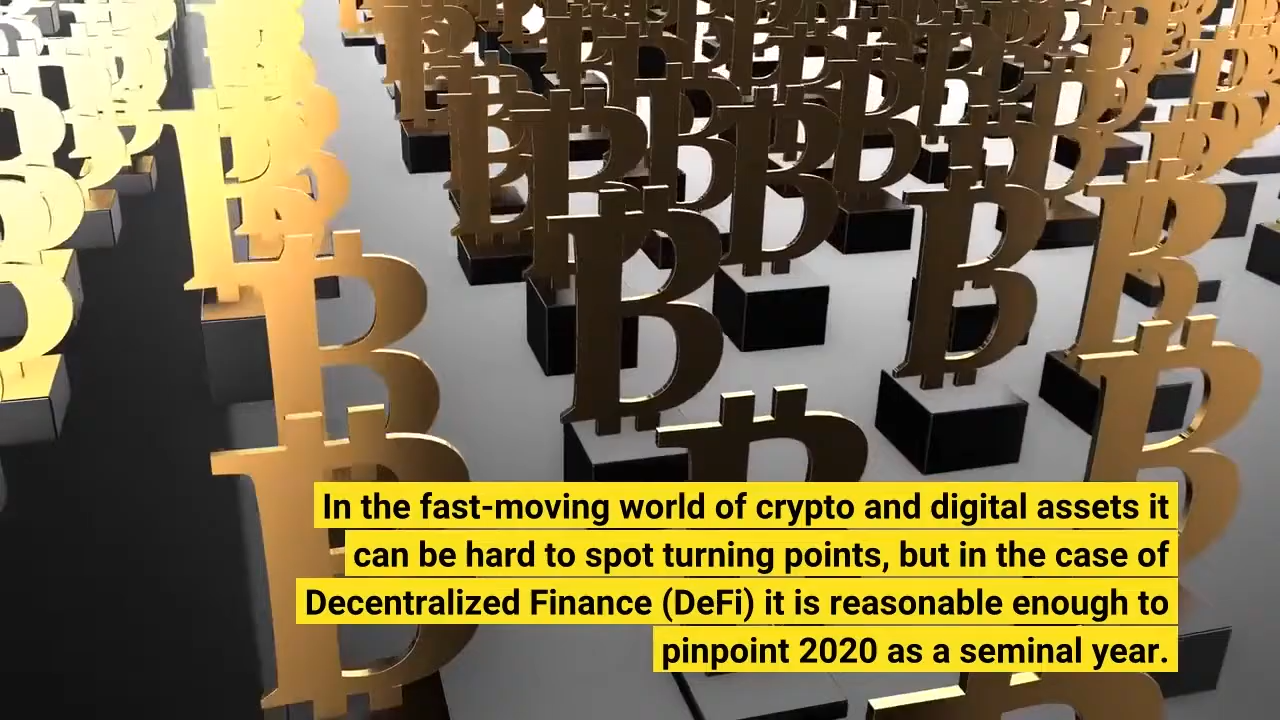 In the fast-moving world of crypto and digital assets it
can be hard to spot turning points, but in the case of
Decentralized Finance (DeFi) it is reasonable enough to
pinpoint 2020 as a seminal year.